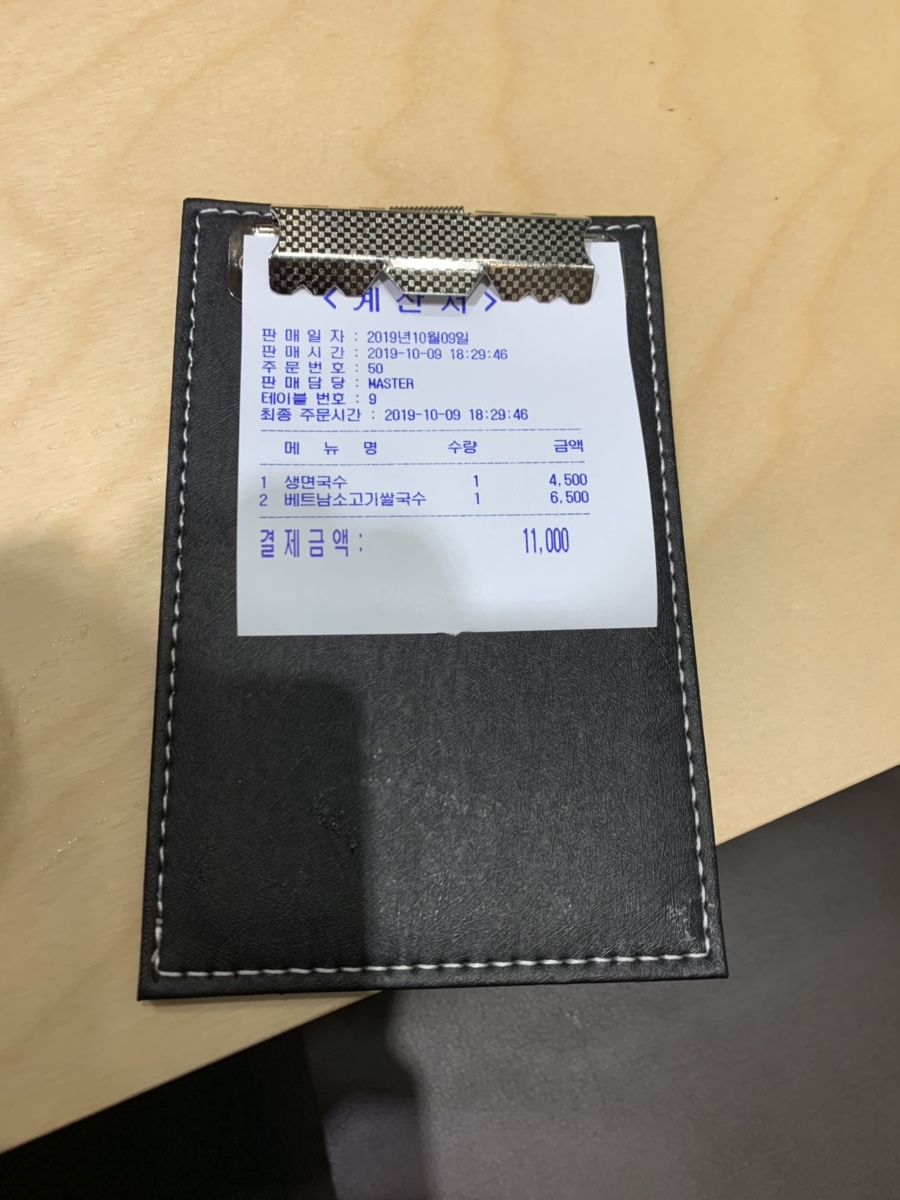 < 계 산 서 >
판 매 일 자 : 2019년10월09일
판 매 시 간 : 2019-10-09 18:29:46
주 문 번 호 : 50
판 매 담 당 : MASTER
테이블 번호 : 9
최종 주문시간 : 2019-10-09 18:29:46
메 뉴 명 수량 금액
1 생면국수 1 4,500
2 베트남소고기쌀국수 1 6,500
결제금액: 11,000